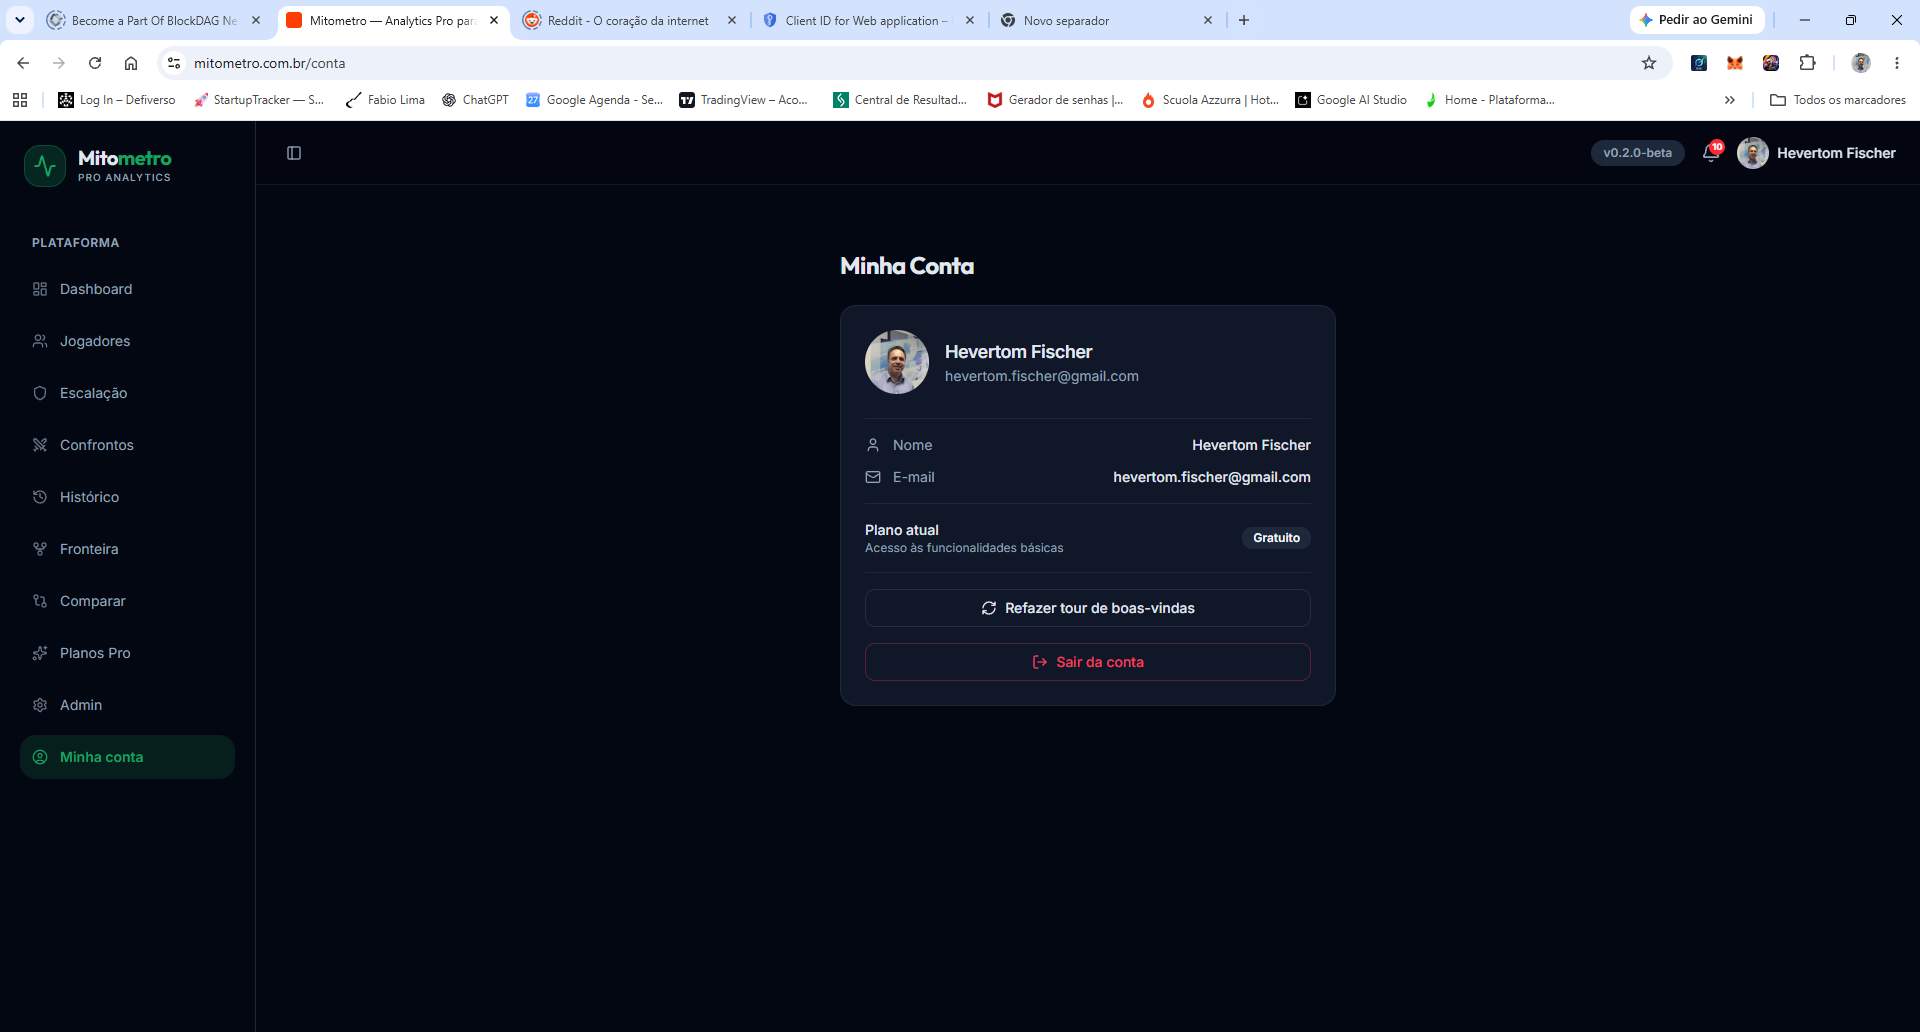 Become a Part Of BlockDAG Ne
Mitometro — Analytics Pro para
Reddit - O coração da internet
Client ID for Web application –
Novo separador
Pedir ao Gemini
mitometro.com.br/conta
Log In – Defiverso
StartupTracker — S...
Fabio Lima
ChatGPT
27
Google Agenda - Se...
TradingView – Aco...
Central de Resultad...
Gerador de senhas |...
Scuola Azzurra | Hot...
Google AI Studio
Home - Plataforma...
Todos os marcadores
Mitometro
PRO ANALYTICS
v0.2.0-beta
10
Hevertom Fischer
PLATAFORMA
Dashboard
Jogadores
Escalação
Confrontos
Histórico
Fronteira
Comparar
Planos Pro
Admin
Minha conta
Minha Conta
Hevertom Fischer
hevertom.fischer@gmail.com
Nome
Hevertom Fischer
E-mail
hevertom.fischer@gmail.com
Plano atual
Acesso às funcionalidades básicas
Gratuito
Refazer tour de boas-vindas
Sair da conta